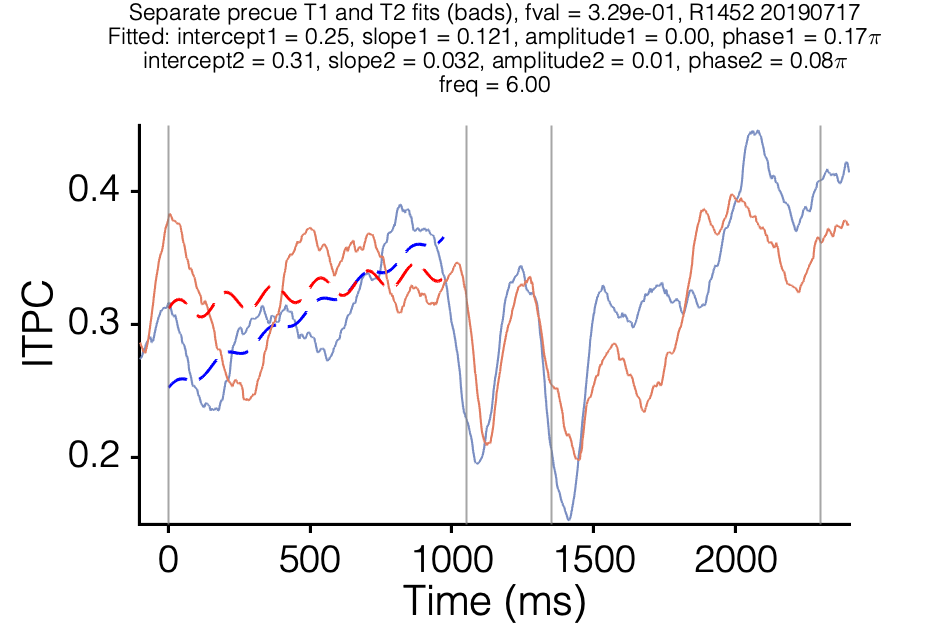 Separate precue T1 and T2 fits (bads), fval = 3.29e-01, R1452 20190717
Fitted: intercept1 = 0.25, slope1 = 0.121, amplitude1 = 0.00, phase1 = 0.17π
intercept2 = 0.31, slope2 = 0.032, amplitude2 = 0.01, phase2 = 0.08π
freq = 6.00
0.4
0.3
0.2
ITPC
0 500 1000 1500 2000
Time (ms)